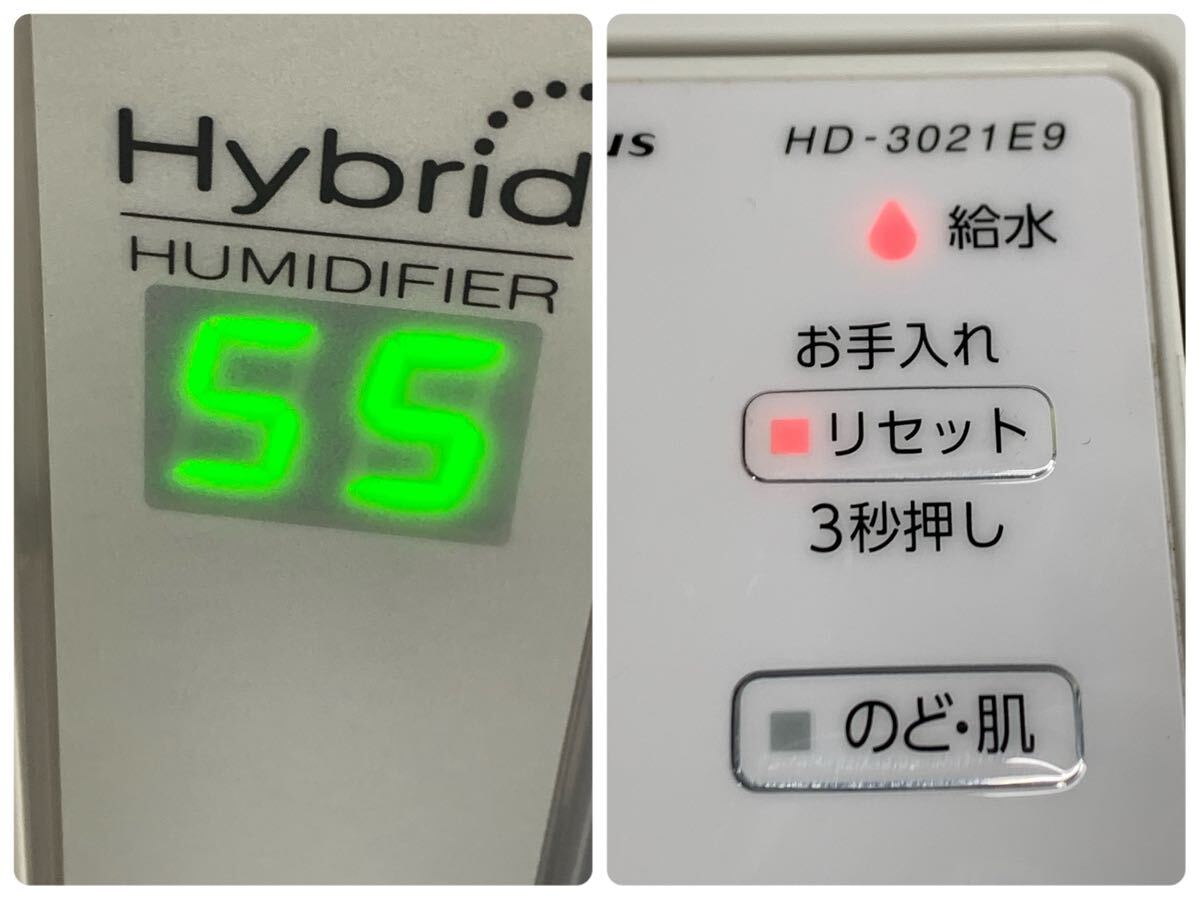 Hybrid
HUMIDIFIER
55
us HD-3021E9
給水
お手入れ
リセット
3秒押し
のど・肌